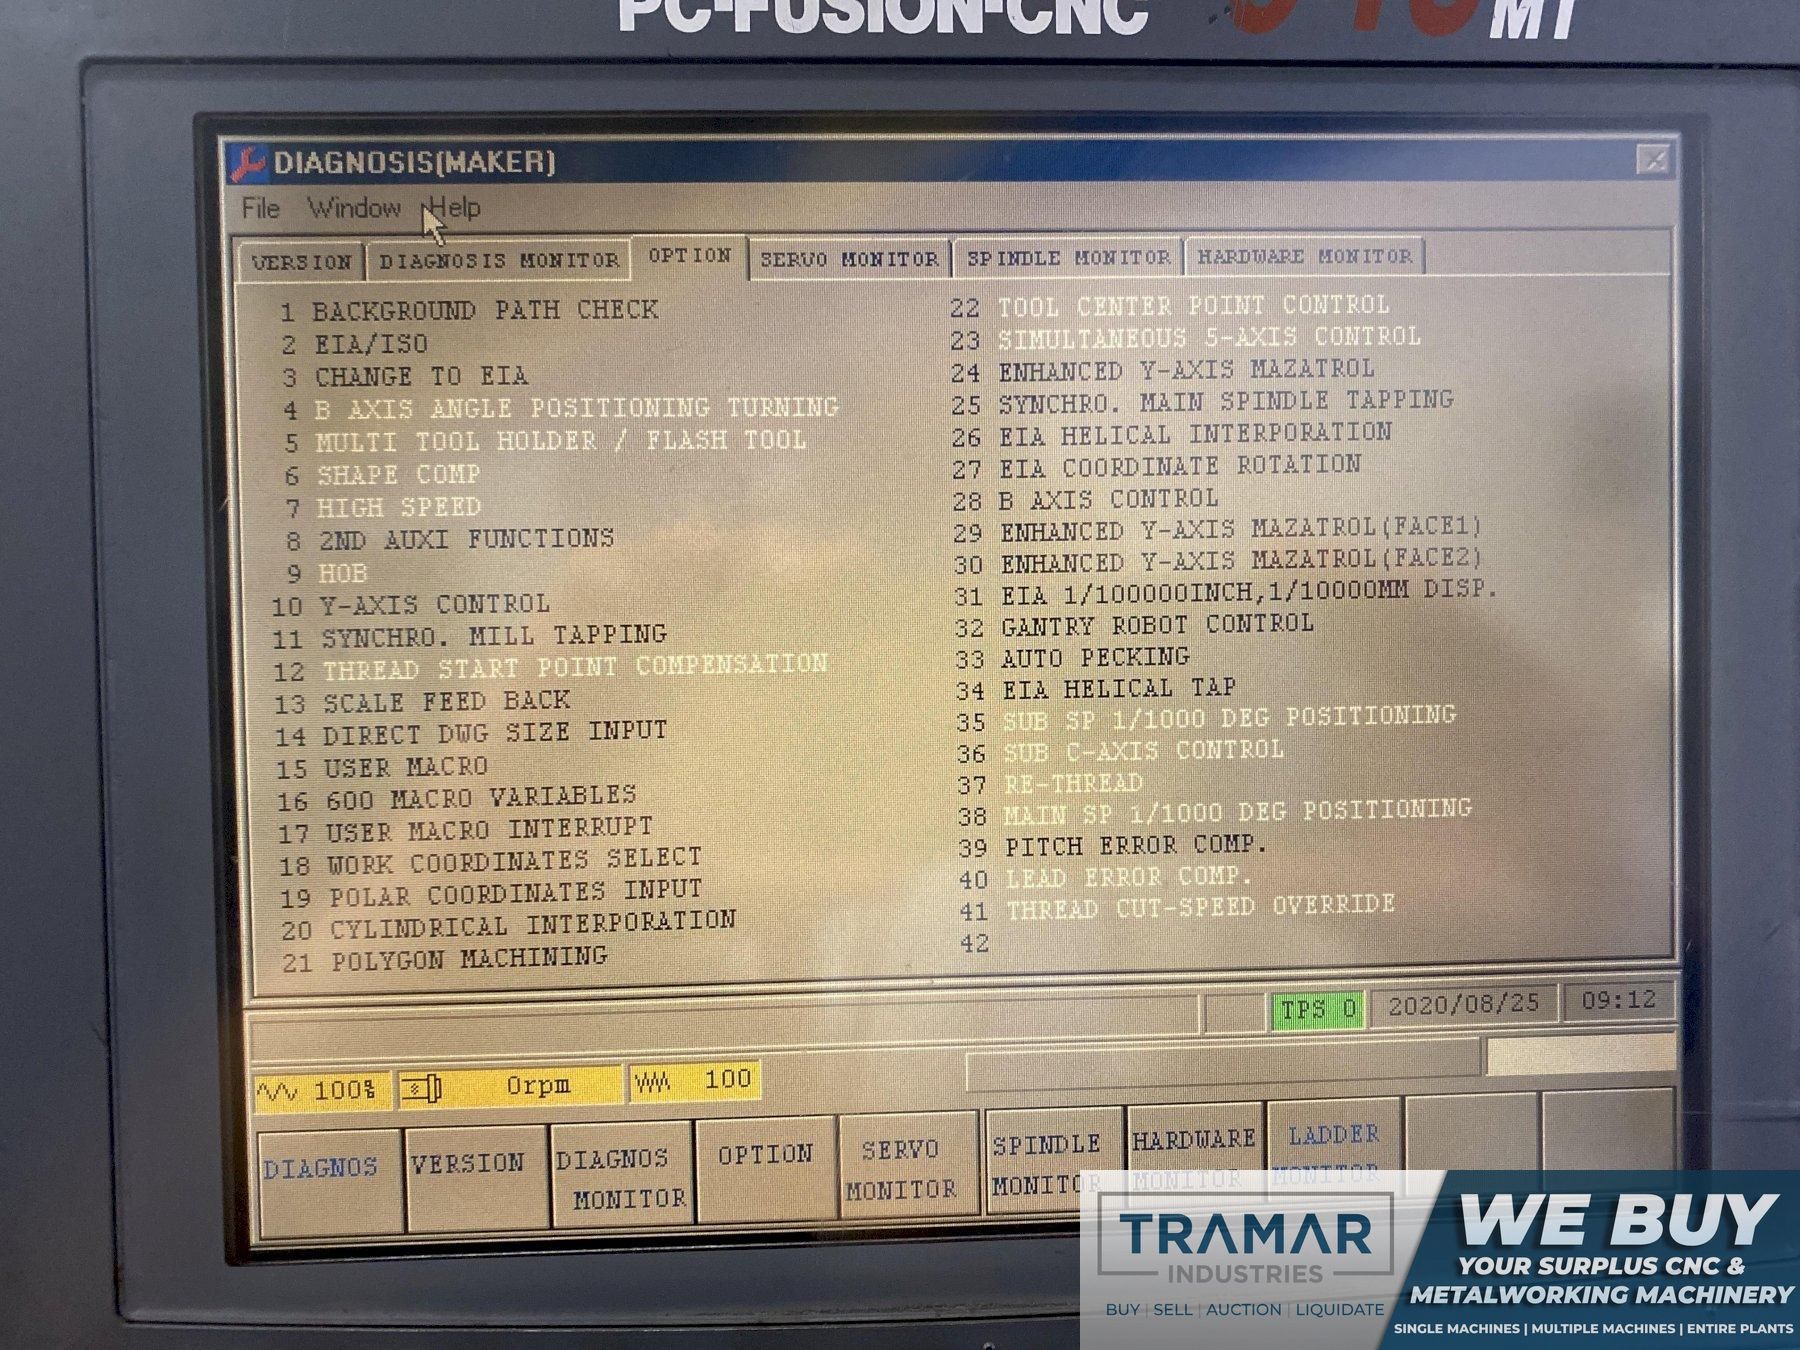 PC-FUSION-CNC 640 MT
DIAGNOSIS(MAKER)
File Window Help
VERSION DIAGNOSIS MONITOR OPTION SERVO MONITOR SPINDLE MONITOR HARDWARE MONITOR
1 BACKGROUND PATH CHECK
2 EIA/ISO
3 CHANGE TO EIA
4 B AXIS ANGLE POSITIONING TURNING
5 MULTI TOOL HOLDER / FLASH TOOL
6 SHAPE COMP
7 HIGH SPEED
8 2ND AUXI FUNCTIONS
9 HOB
10 Y-AXIS CONTROL
11 SYNCHRO. MILL TAPPING
12 THREAD START POINT COMPENSATION
13 SCALE FEED BACK
14 DIRECT DWG SIZE INPUT
15 USER MACRO
16 600 MACRO VARIABLES
17 USER MACRO INTERRUPT
18 WORK COORDINATES SELECT
19 POLAR COORDINATES INPUT
20 CYLINDRICAL INTERPORATION
21 POLYGON MACHINING
22 TOOL CENTER POINT CONTROL
23 SIMULTANEOUS 5-AXIS CONTROL
24 ENHANCED Y-AXIS MAZATROL
25 SYNCHRO. MAIN SPINDLE TAPPING
26 EIA HELICAL INTERPORATION
27 EIA COORDINATE ROTATION
28 B AXIS CONTROL
29 ENHANCED Y-AXIS MAZATROL(FACE1)
30 ENHANCED Y-AXIS MAZATROL(FACE2)
31 EIA 1/100000INCH,1/10000MM DISP.
32 GANTRY ROBOT CONTROL
33 AUTO PECKING
34 EIA HELICAL TAP
35 SUB SP 1/1000 DEG POSITIONING
36 SUB C-AXIS CONTROL
37 RE-THREAD
38 MAIN SP 1/1000 DEG POSITIONING
39 PITCH ERROR COMP.
40 LEAD ERROR COMP.
41 THREAD CUT-SPEED OVERRIDE
42
TPS 0 2020/08/25 09:12
100% 0rpm 100
DIAGNOS
VERSION
DIAGNOS
MONITOR
OPTION
SERVO
MONITOR
SPINDLE
MONITOR
HARDWARE
MONITOR
LADDER
MONITOR
TRAMAR
INDUSTRIES
BUY | SELL | AUCTION | LIQUIDATE
WE BUY
YOUR SURPLUS CNC &
METALWORKING MACHINERY
SINGLE MACHINES | MULTIPLE MACHINES | ENTIRE PLANTS